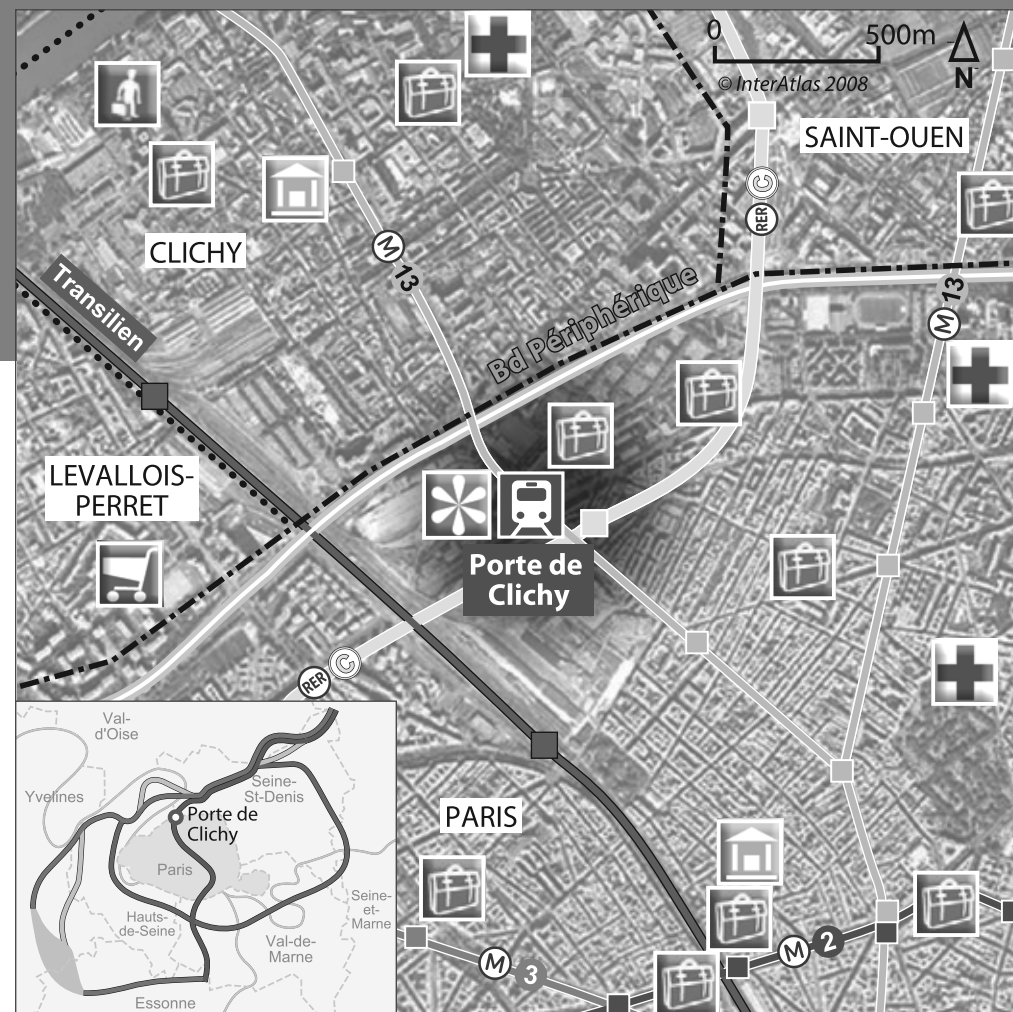 0 500m
© InterAtlas 2008
N
SAINT-OUEN
C
RER
CLICHY
M 13
Transilien
Bd Périphérique
M 13
LEVALLOIS-
PERRET
Porte de
Clichy
RER C
PARIS
M 3
M 2
Val-
d'Oise
Yvelines
Seine-
St-Denis
Porte de
Clichy
Paris
Hauts-
de-Seine
Seine-
et-
Marne
Val-de-
Marne
Essonne